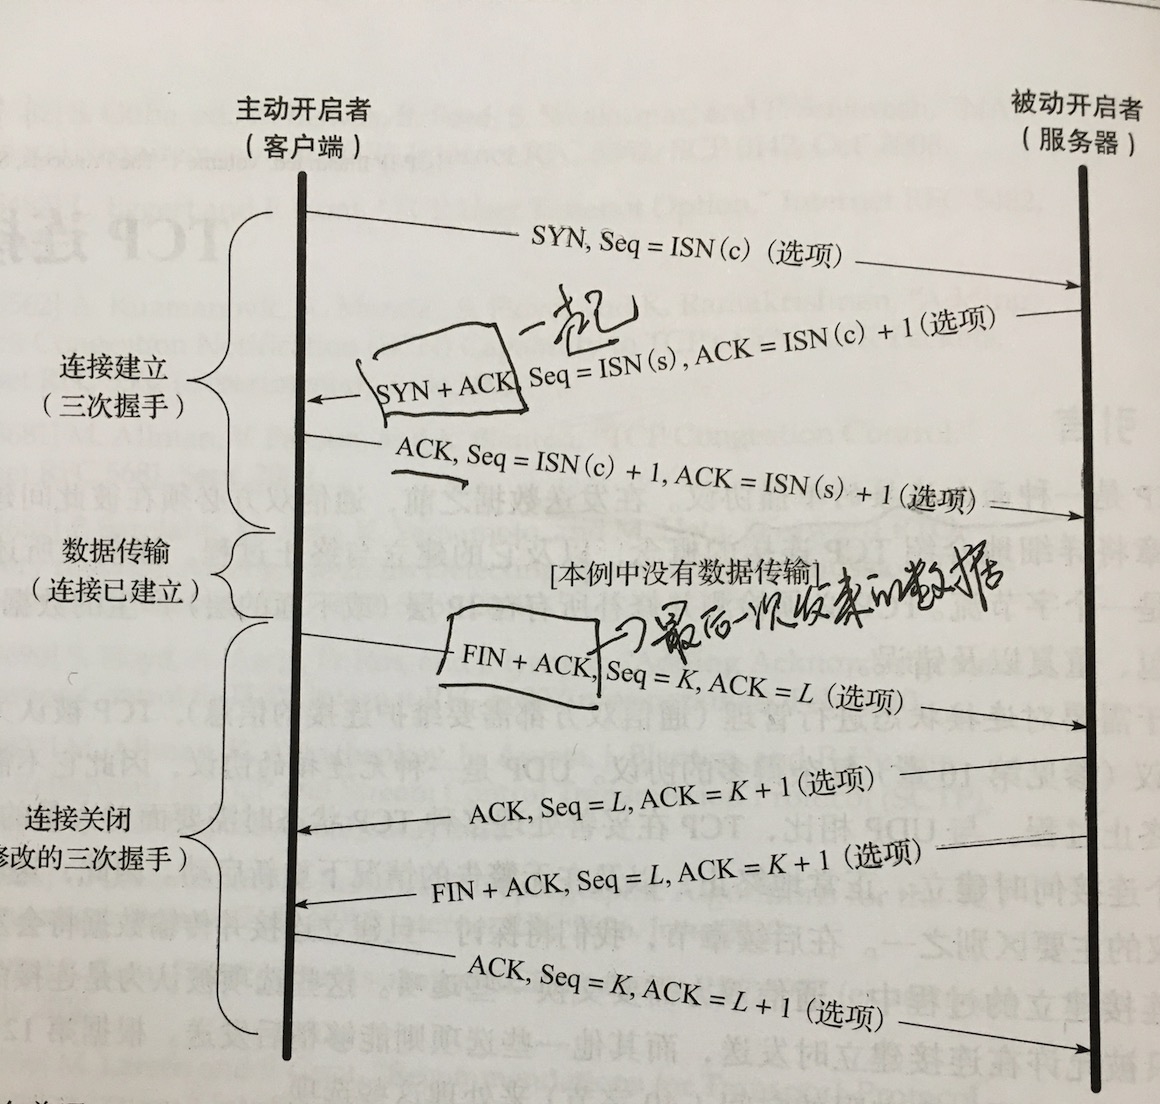 主动开启者
（客户端）
被动开启者
（服务器）
SYN, Seq = ISN(c)（选项）
一起
SYN + ACK, Seq = ISN(s), ACK = ISN(c) + 1（选项）
连接建立
（三次握手）
ACK, Seq = ISN(c) + 1, ACK = ISN(s) + 1（选项）
数据传输
（连接已建立）
[本例中没有数据传输]
最后一次发来的数据
FIN + ACK, Seq = K, ACK = L（选项）
ACK, Seq = L, ACK = K + 1（选项）
连接关闭
修改的三次握手）
FIN + ACK, Seq = L, ACK = K + 1（选项）
ACK, Seq = K, ACK = L + 1（选项）